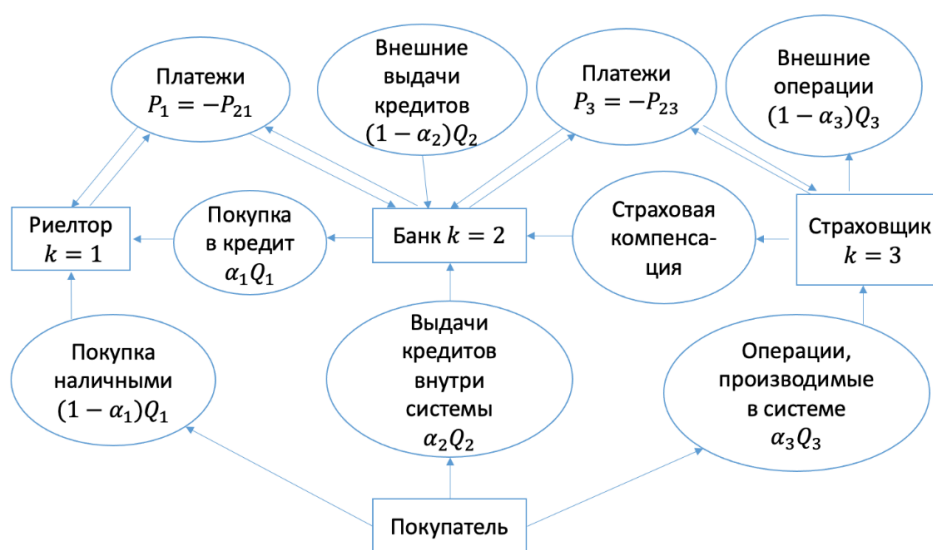 Платежи
P₁ = −P₂₁
Внешние
выдачи
кредитов
(1 − α₂)Q₂
Платежи
P₃ = −P₂₃
Внешние
операции
(1 − α₃)Q₃
Риелтор
k = 1
Покупка
в кредит
α₁Q₁
Банк k = 2
Страховая
компенса-
ция
Страховщик
k = 3
Покупка
наличными
(1 − α₁)Q₁
Выдачи
кредитов
внутри
системы
α₂Q₂
Операции,
производимые
в системе
α₃Q₃
Покупатель